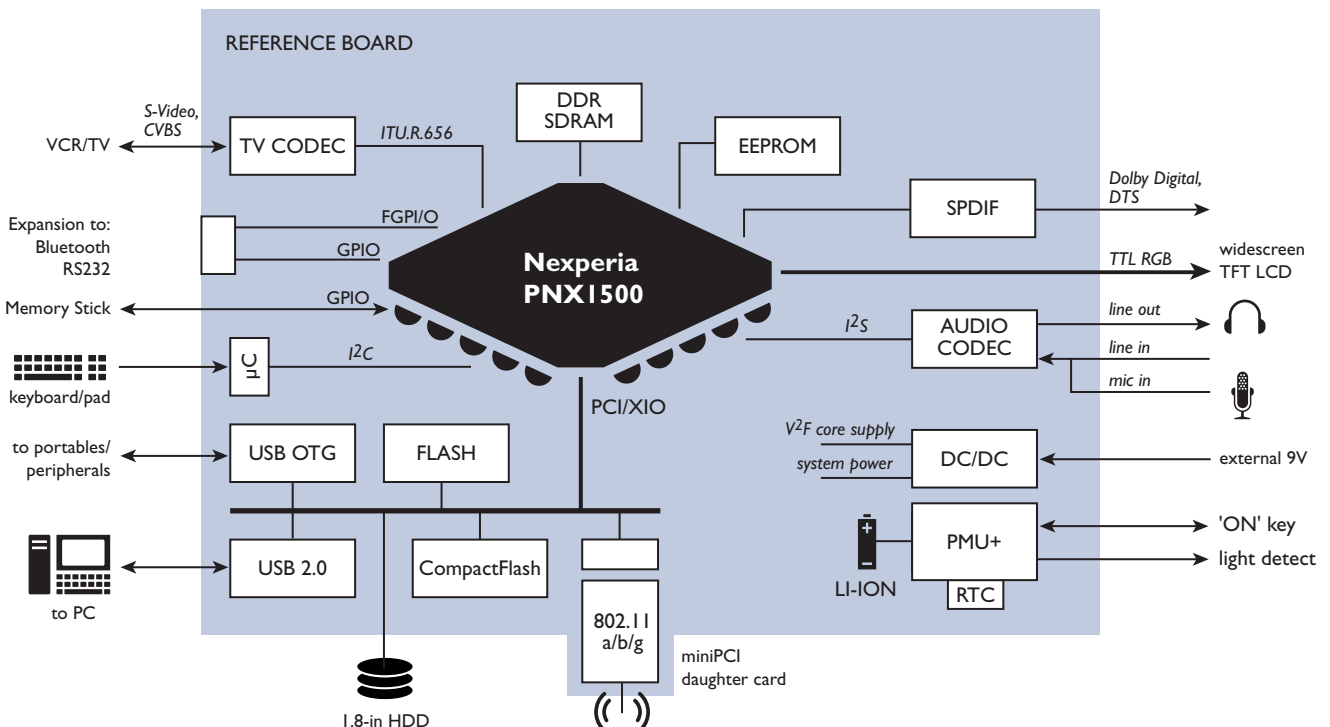 REFERENCE BOARD
S-Video,
CVBS
VCR/TV
TV CODEC
ITU.R.656
DDR
SDRAM
EEPROM
Dolby Digital,
DTS
SPDIF
Expansion to:
Bluetooth
RS232
FGPI/O
GPIO
Nexperia
PNX1500
TTL RGB
widescreen
TFT LCD
Memory Stick
GPIO
I2S
AUDIO
CODEC
line out
line in
mic in
keyboard/pad
µC
I2C
PCI/XIO
to portables/
peripherals
USB OTG
FLASH
V2F core supply
system power
DC/DC
external 9V
to PC
USB 2.0
CompactFlash
LI-ION
PMU+
RTC
'ON' key
light detect
802.11
a/b/g
miniPCI
daughter card
1.8-in HDD